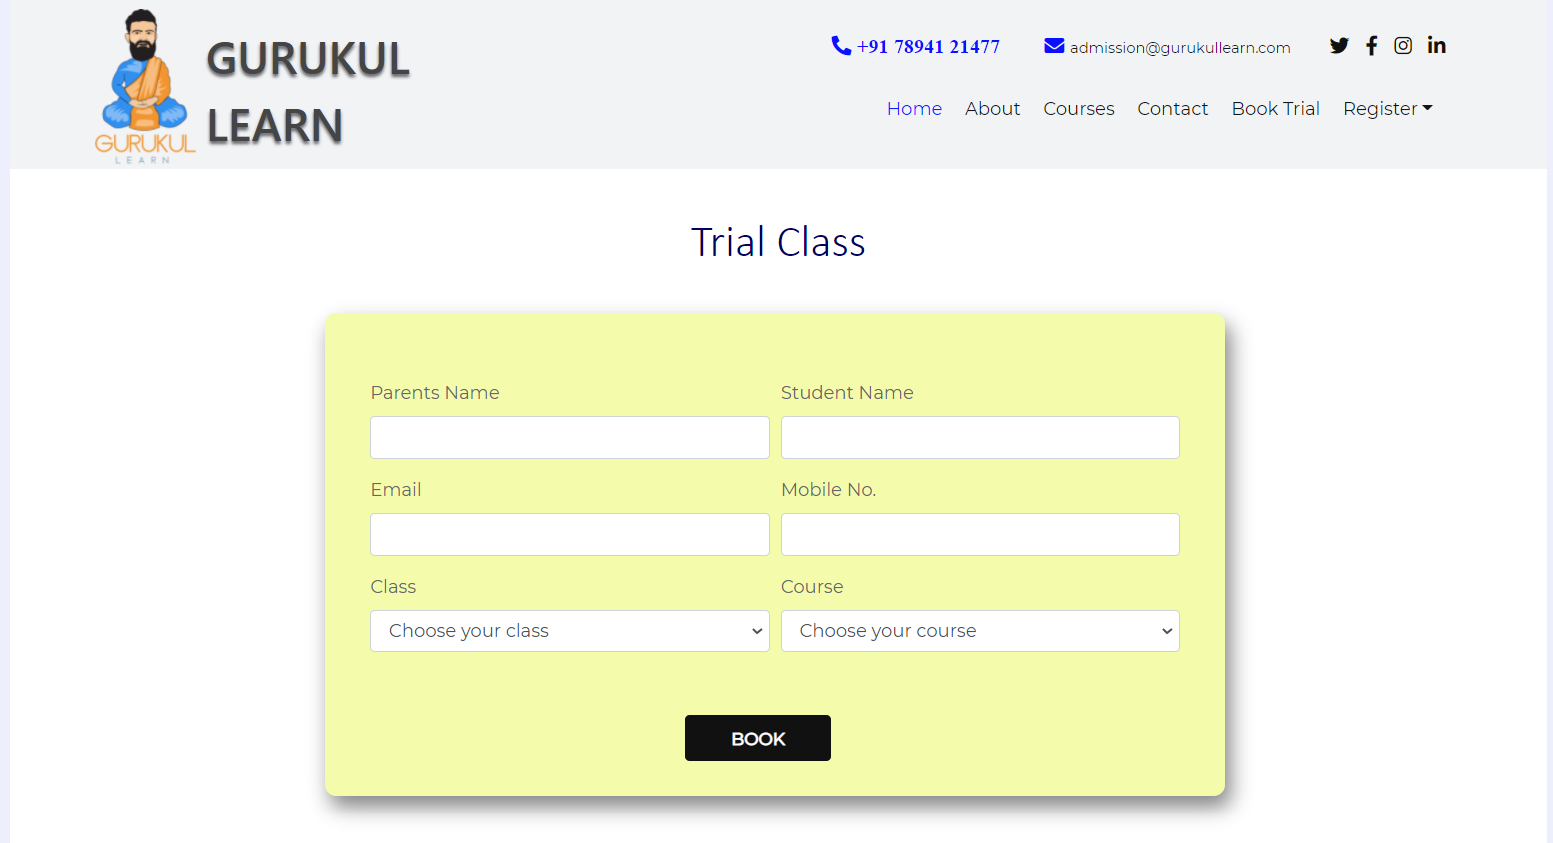 GURUKUL
LEARN
GURUKUL
LEARN
+91 78941 21477
admission@gurukullearn.com
Home About Courses Contact Book Trial Register
Trial Class
Parents Name Student Name
Email Mobile No.
Class Course
Choose your class Choose your course
BOOK